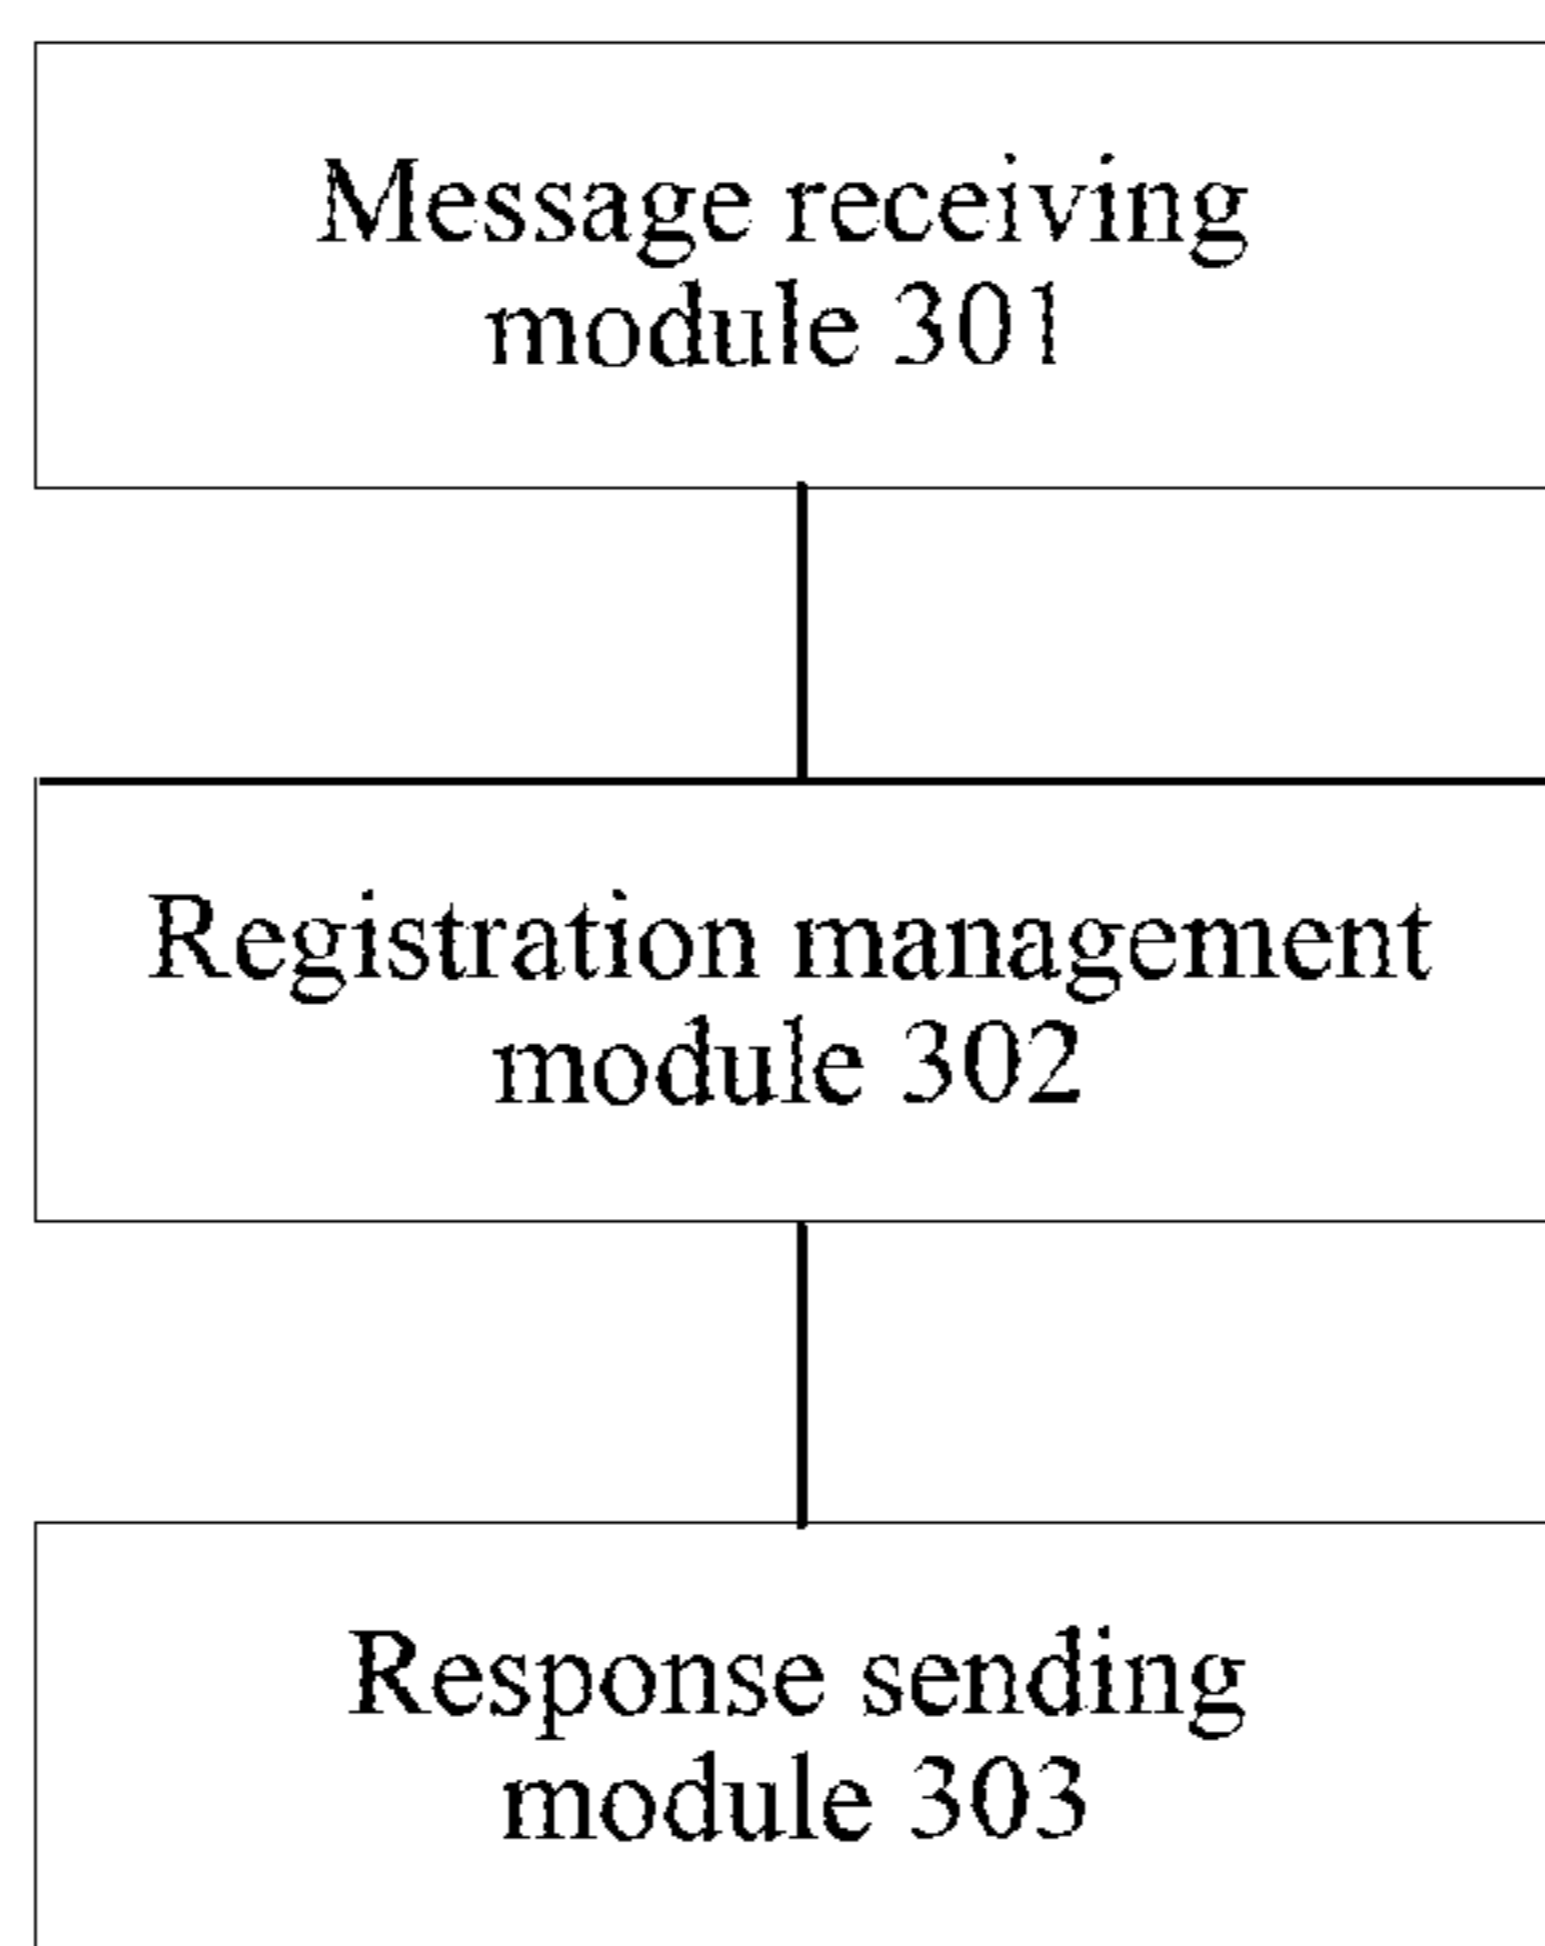 Message receiving
module 301
Registration management
module 302
Response sending
module 303